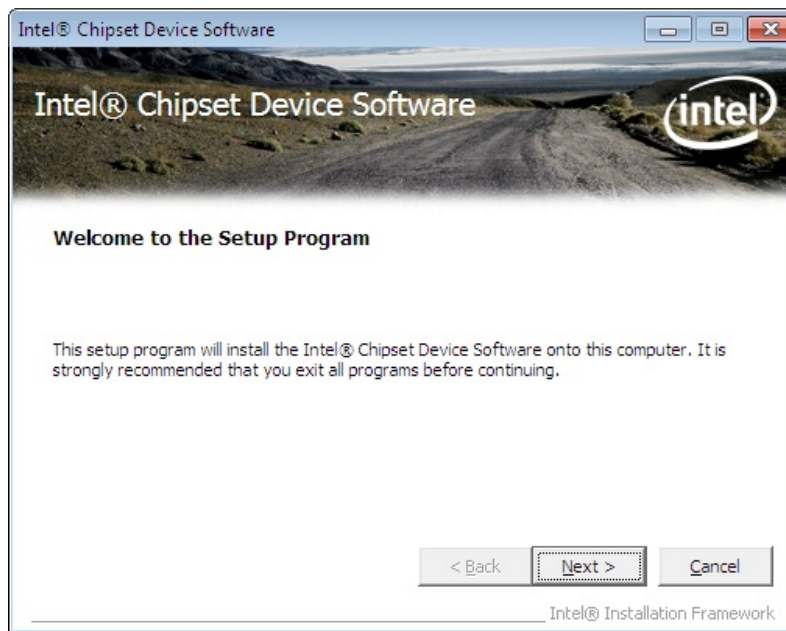 Intel® Chipset Device Software
Intel® Chipset Device Software
intel
Welcome to the Setup Program
This setup program will install the Intel® Chipset Device Software onto this computer. It is
strongly recommended that you exit all programs before continuing.
< Back
Next >
Cancel
Intel® Installation Framework